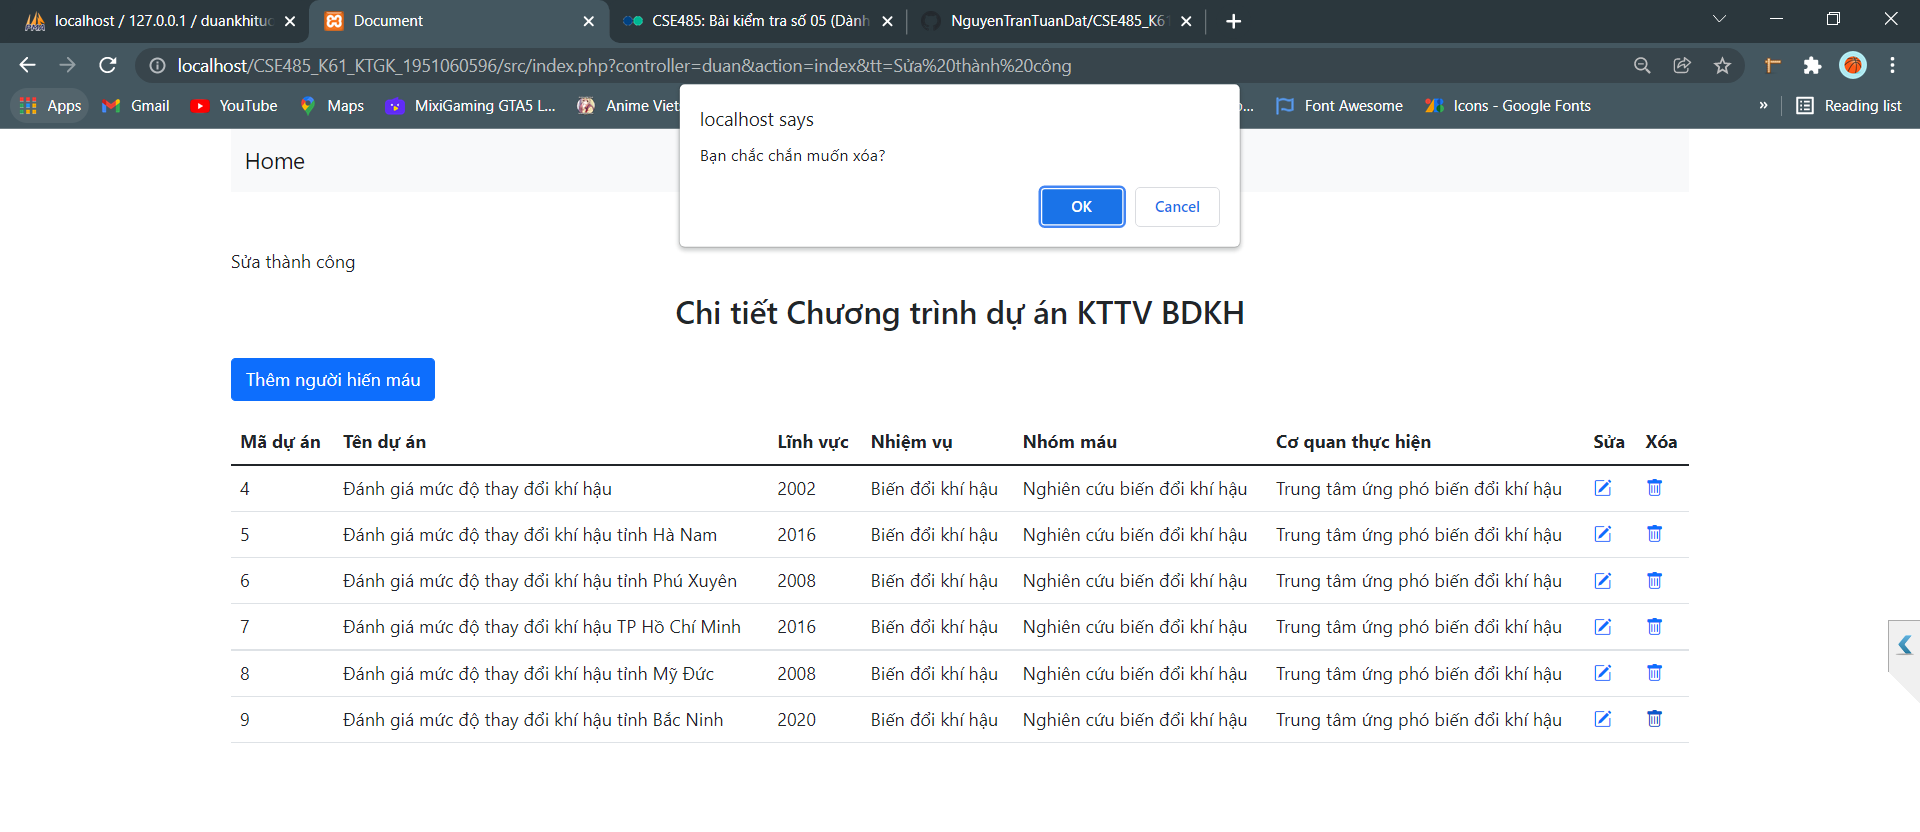 localhost / 127.0.0.1 / duankhituc
Document
CSE485: Bài kiểm tra số 05 (Dành
NguyenTranTuanDat/CSE485_K61
localhost/CSE485_K61_KTGK_1951060596/src/index.php?controller=duan&action=index&tt=Sửa%20thành%20công
Apps
Gmail
YouTube
Maps
MixiGaming GTA5 L...
Anime Viet
Font Awesome
Icons - Google Fonts
»
Reading list
localhost says
Bạn chắc chắn muốn xóa?
OK
Cancel
Home
Sửa thành công
Chi tiết Chương trình dự án KTTV BDKH
Thêm người hiến máu
Mã dự án Tên dự án Lĩnh vực Nhiệm vụ Nhóm máu Cơ quan thực hiện Sửa Xóa
4 Đánh giá mức độ thay đổi khí hậu 2002 Biến đổi khí hậu Nghiên cứu biến đổi khí hậu Trung tâm ứng phó biến đổi khí hậu
5 Đánh giá mức độ thay đổi khí hậu tỉnh Hà Nam 2016 Biến đổi khí hậu Nghiên cứu biến đổi khí hậu Trung tâm ứng phó biến đổi khí hậu
6 Đánh giá mức độ thay đổi khí hậu tỉnh Phú Xuyên 2008 Biến đổi khí hậu Nghiên cứu biến đổi khí hậu Trung tâm ứng phó biến đổi khí hậu
7 Đánh giá mức độ thay đổi khí hậu TP Hồ Chí Minh 2016 Biến đổi khí hậu Nghiên cứu biến đổi khí hậu Trung tâm ứng phó biến đổi khí hậu
8 Đánh giá mức độ thay đổi khí hậu tỉnh Mỹ Đức 2008 Biến đổi khí hậu Nghiên cứu biến đổi khí hậu Trung tâm ứng phó biến đổi khí hậu
9 Đánh giá mức độ thay đổi khí hậu tỉnh Bắc Ninh 2020 Biến đổi khí hậu Nghiên cứu biến đổi khí hậu Trung tâm ứng phó biến đổi khí hậu